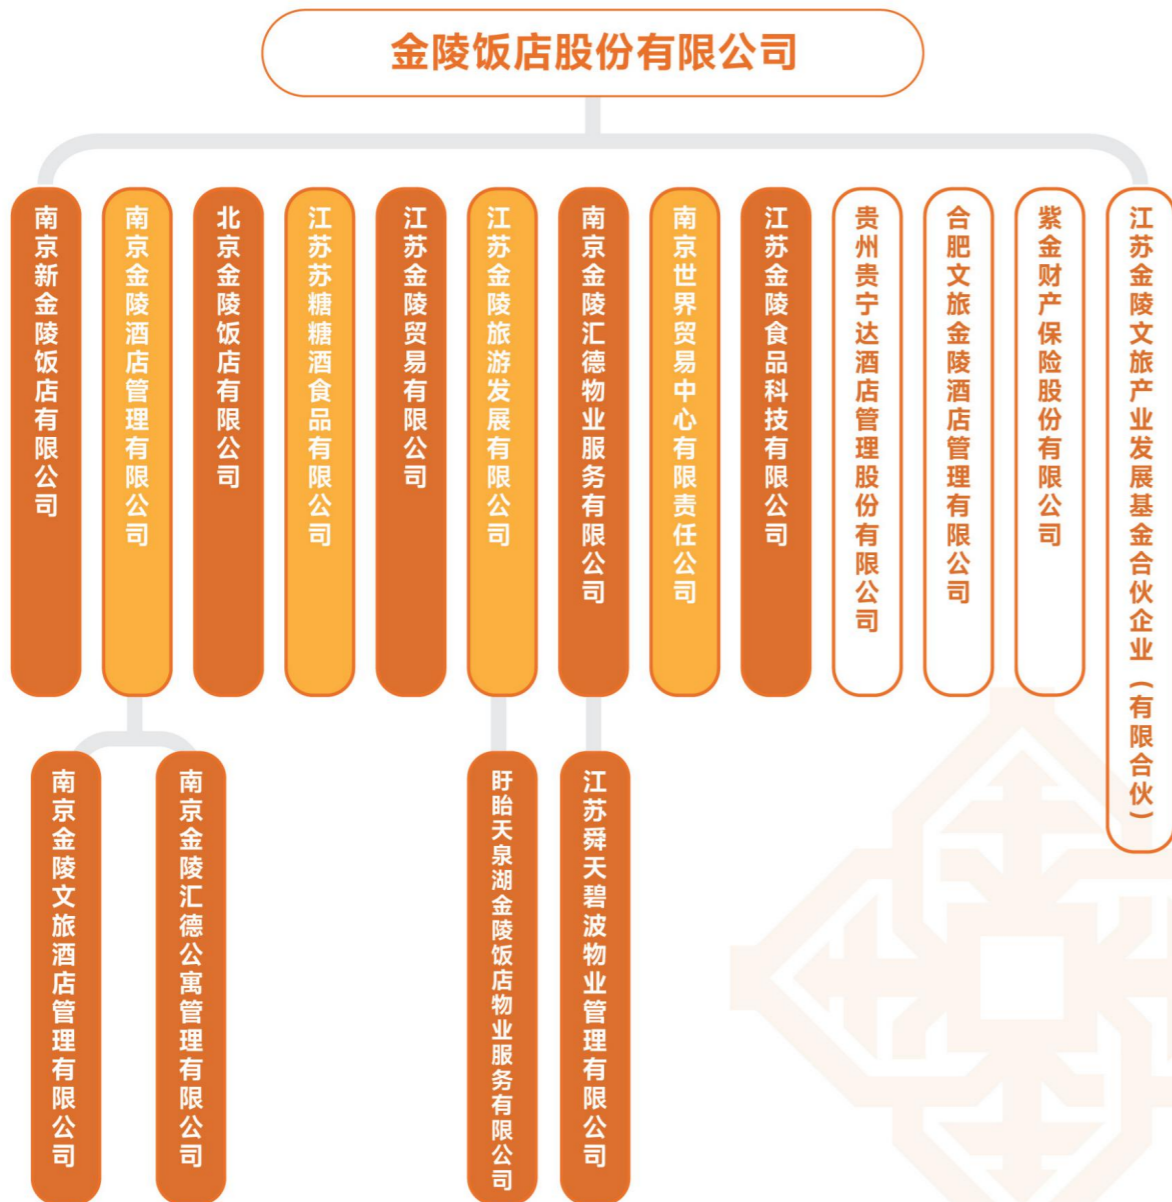 金陵饭店股份有限公司
南京新金陵饭店有限公司
南京金陵酒店管理有限公司
北京金陵饭店有限公司
江苏苏糖糖酒食品有限公司
江苏金陵贸易有限公司
江苏金陵旅游发展有限公司
南京金陵汇德物业服务有限公司
南京世界贸易中心有限责任公司
江苏金陵食品科技有限公司
贵州贵宁达酒店管理股份有限公司
合肥文旅金陵酒店管理有限公司
紫金财产保险股份有限公司
江苏金陵文旅产业发展基金合伙企业（有限合伙）
南京金陵文旅酒店管理有限公司
南京金陵汇德公寓管理有限公司
盱眙天泉湖金陵饭店物业服务有限公司
江苏舜天碧波物业管理有限公司